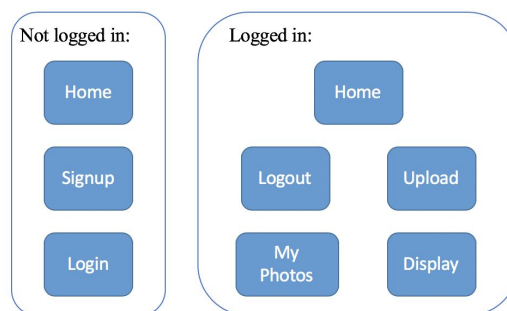 Not logged in:
Home
Signup
Login
Logged in:
Home
Logout
Upload
My
Photos
Display